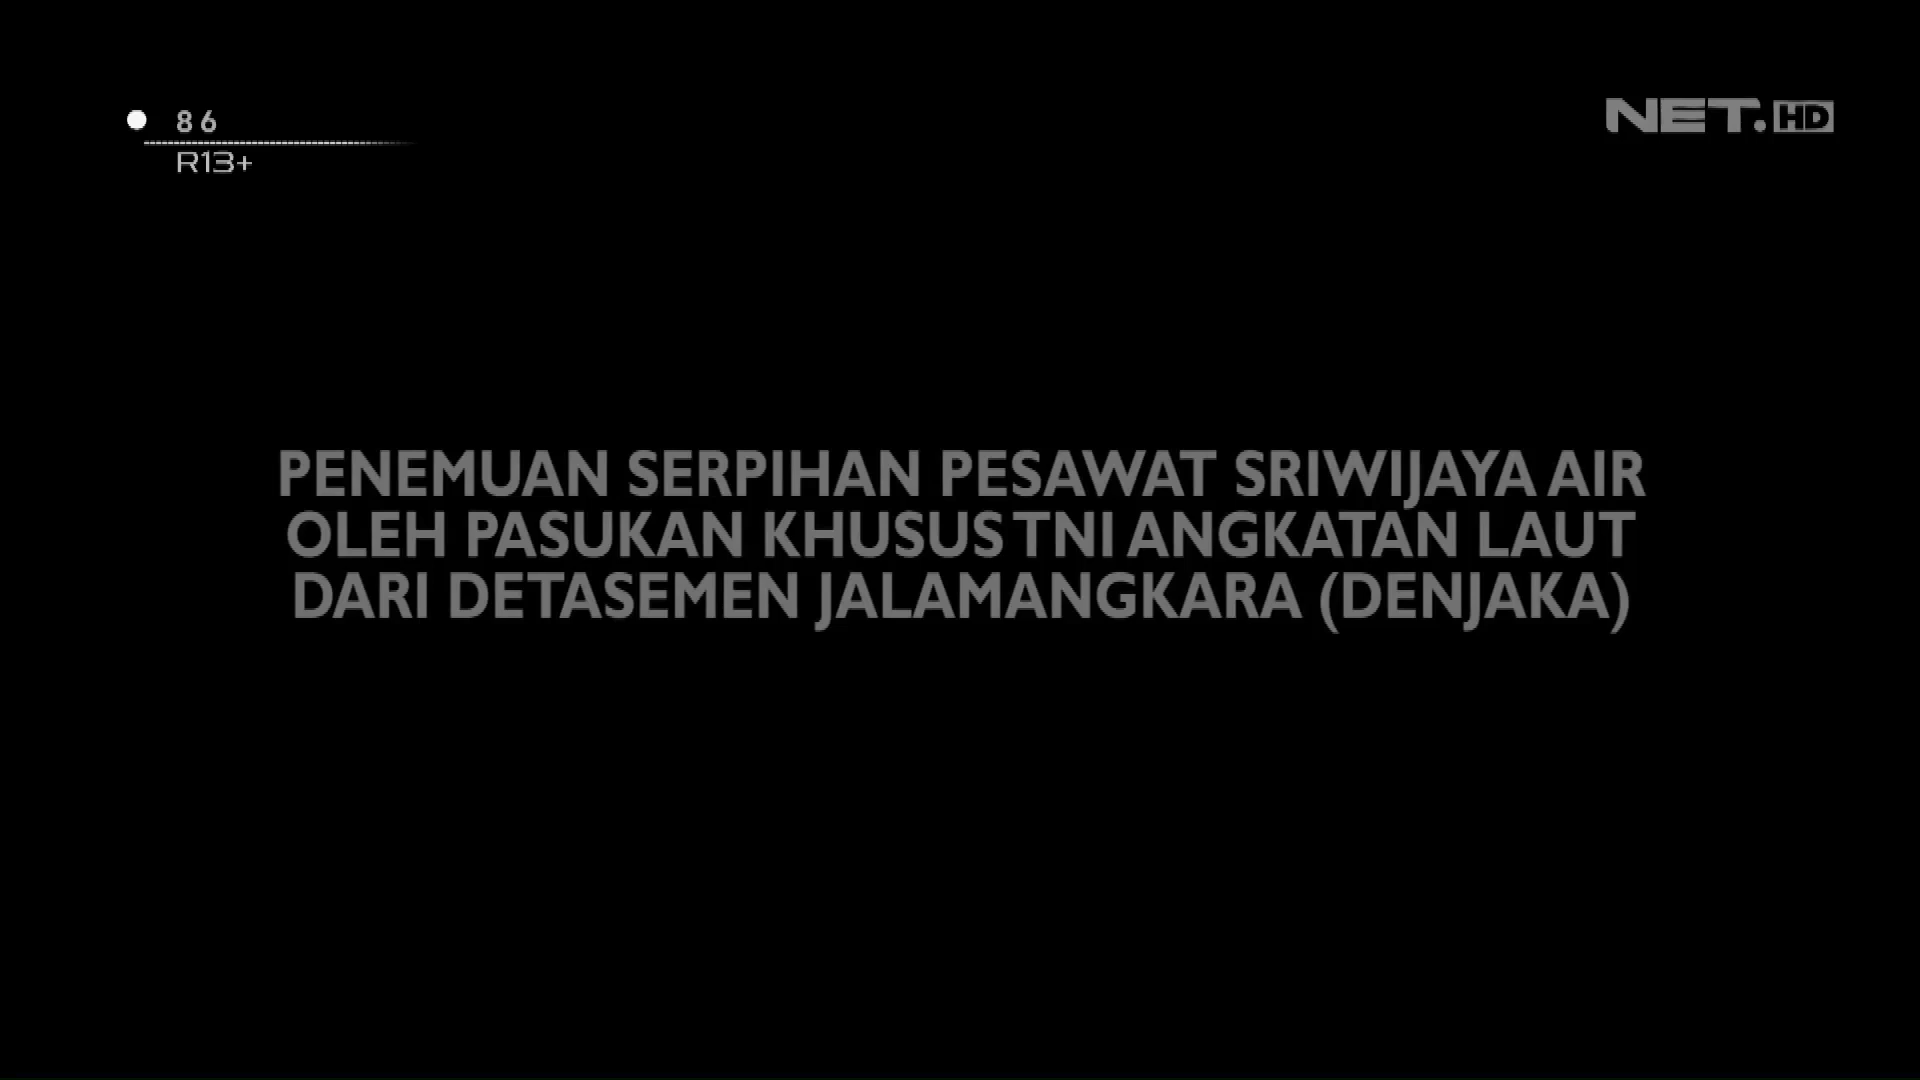 86
R13+
NET.HD
PENEMUAN SERPIHAN PESAWAT SRIWIJAYA AIR
OLEH PASUKAN KHUSUS TNI ANGKATAN LAUT
DARI DETASEMEN JALAMANGKARA (DENJAKA)